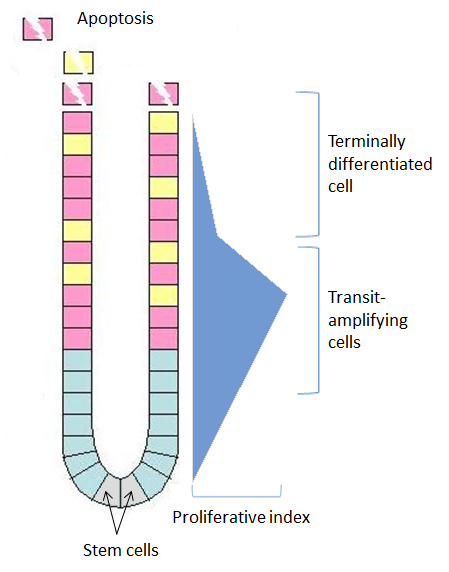 Apoptosis
Terminally
differentiated
cell
Transit-
amplifying
cells
Proliferative index
Stem cells